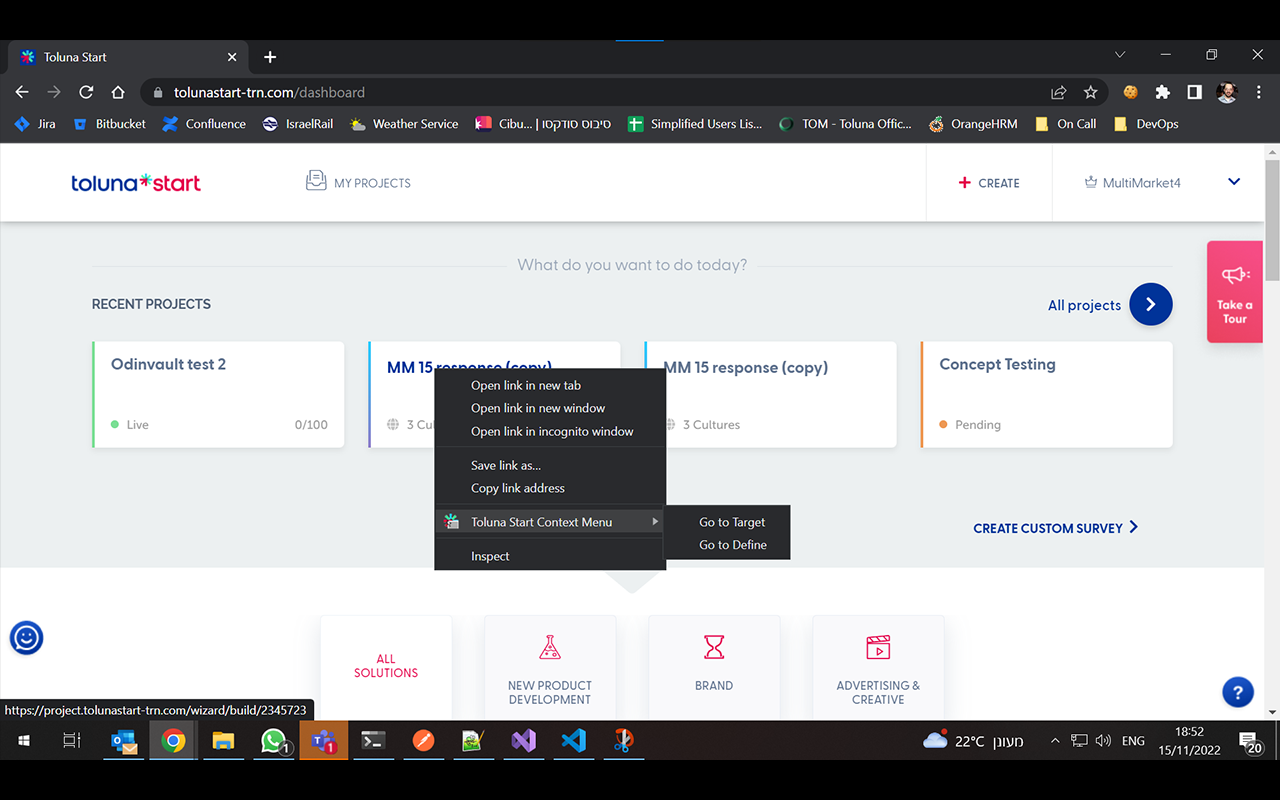 Toluna Start
tolunastart-trn.com/dashboard
Jira
Bitbucket
Confluence
IsraelRail
Weather Service
Cibu... | סיבוס סודקסו
Simplified Users Lis...
TOM - Toluna Offic...
OrangeHRM
On Call
DevOps
toluna*start
MY PROJECTS
+ CREATE
MultiMarket4
What do you want to do today?
RECENT PROJECTS
All projects
Take a
Tour
Odinvault test 2
MM 15 response (copy)
MM 15 response (copy)
Concept Testing
Live
0/100
3 Cul
3 Cultures
Pending
Open link in new tab
Open link in new window
Open link in incognito window
Save link as...
Copy link address
Toluna Start Context Menu
Inspect
Go to Target
Go to Define
CREATE CUSTOM SURVEY
ALL
SOLUTIONS
NEW PRODUCT
DEVELOPMENT
BRAND
ADVERTISING &
CREATIVE
?
https://project.tolunastart-trn.com/wizard/build/2345723
1
1
22°C
מעונן
ENG
18:52
15/11/2022
20